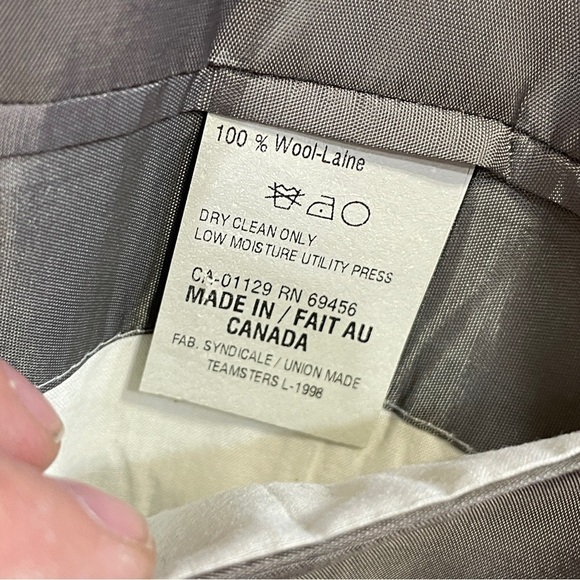 100 % Wool-Laine
DRY CLEAN ONLY
LOW MOISTURE UTILITY PRESS
CA-01129 RN 69456
MADE IN / FAIT AU
CANADA
FAB. SYNDICALE / UNION MADE
TEAMSTERS L-1998